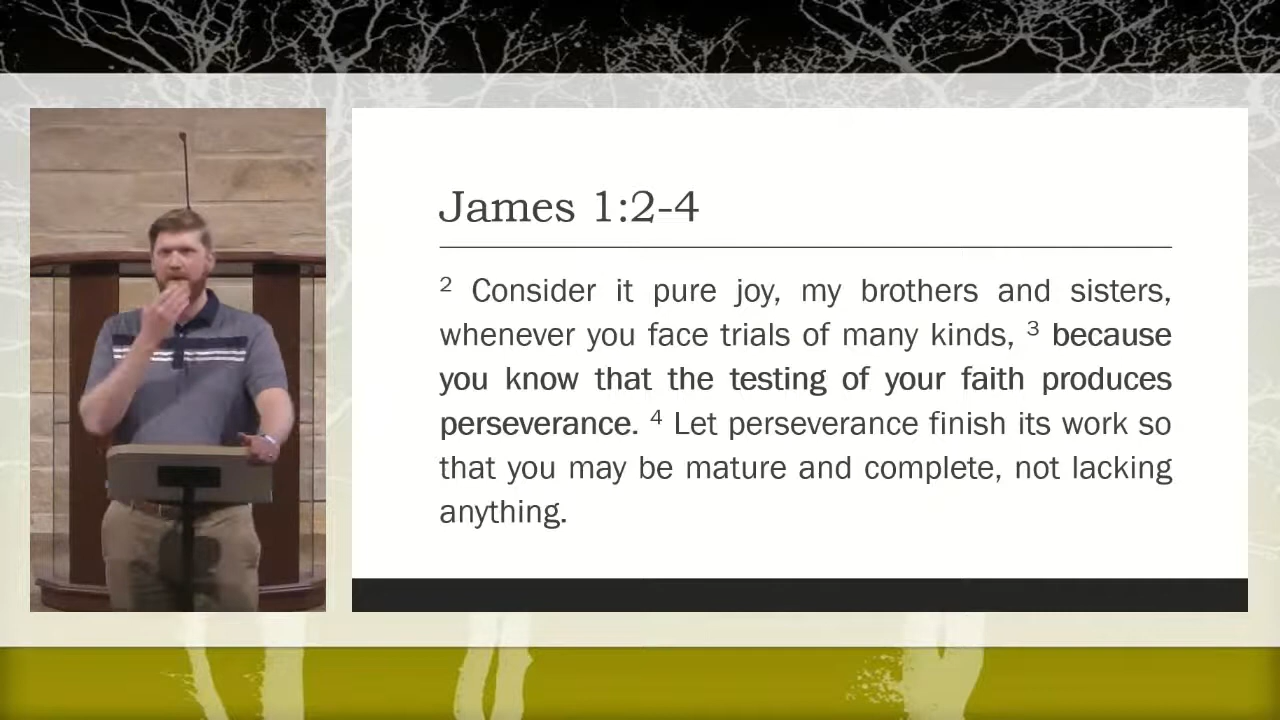 James 1:2-4
² Consider it pure joy, my brothers and sisters,
whenever you face trials of many kinds, ³ because
you know that the testing of your faith produces
perseverance. ⁴ Let perseverance finish its work so
that you may be mature and complete, not lacking
anything.